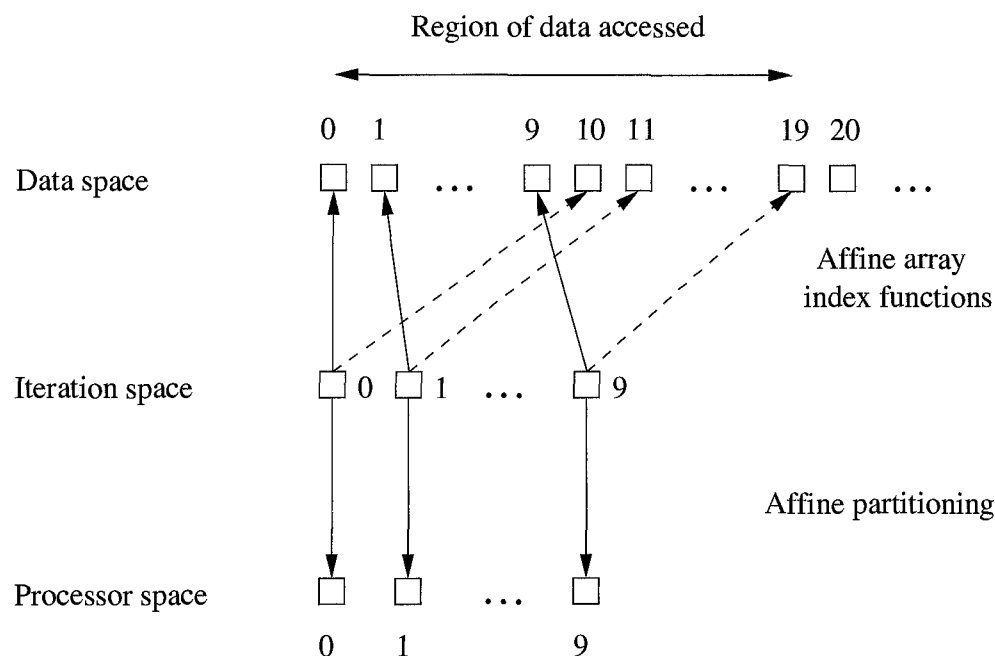 Region of data accessed
0 1 9 10 11 19 20
Data space ... ... ...
Affine array
index functions
Iteration space 0 1 ... 9
Affine partitioning
Processor space ...
0 1 9